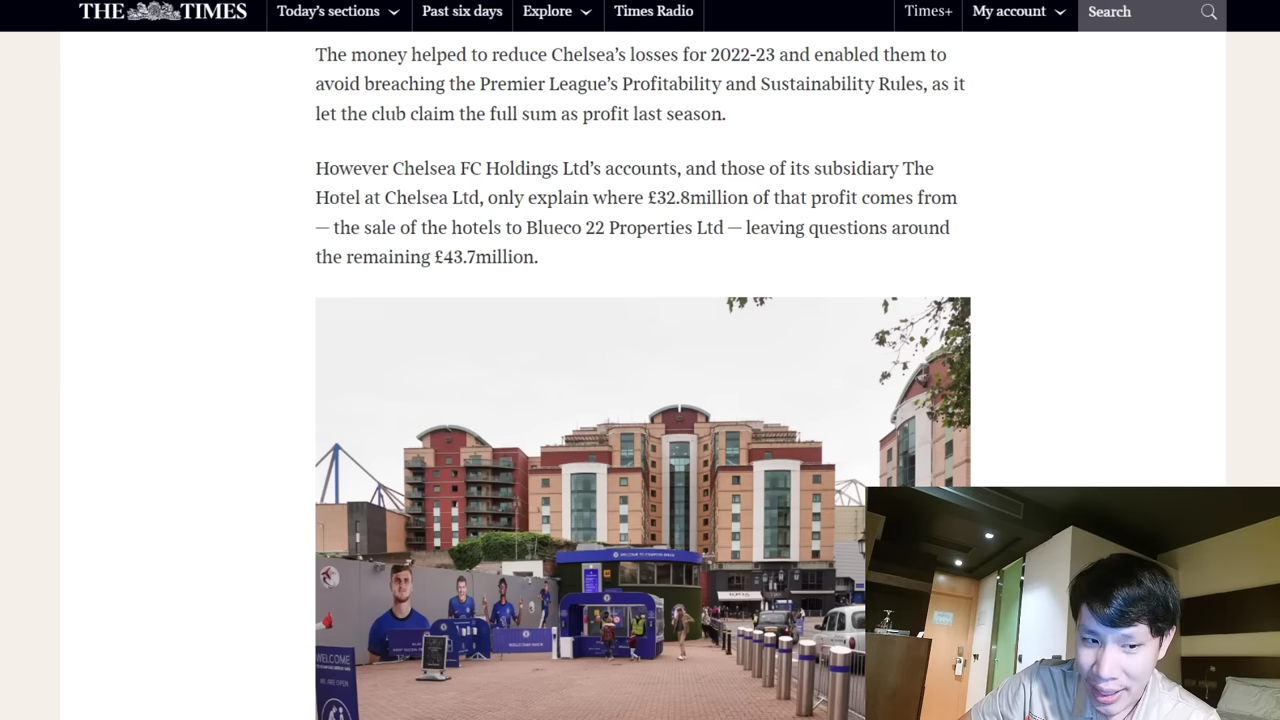 THE TIMES
Today's sections
Past six days
Explore
Times Radio
Times+
My account
Search
The money helped to reduce Chelsea’s losses for 2022-23 and enabled them to
avoid breaching the Premier League’s Profitability and Sustainability Rules, as it
let the club claim the full sum as profit last season.
However Chelsea FC Holdings Ltd’s accounts, and those of its subsidiary The
Hotel at Chelsea Ltd, only explain where £32.8million of that profit comes from
— the sale of the hotels to Blueco 22 Properties Ltd — leaving questions around
the remaining £43.7million.
WELCOME